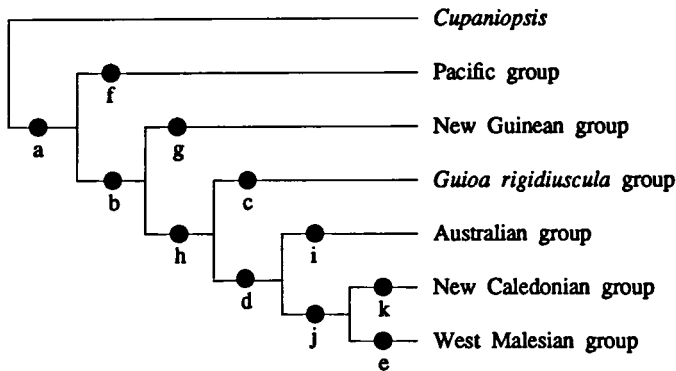 Cupaniopsis
Pacific group
f
New Guinean group
a
g
Guioa rigidiuscula group
b
c
Australian group
h
i
New Caledonian group
d
k
West Malesian group
j
e